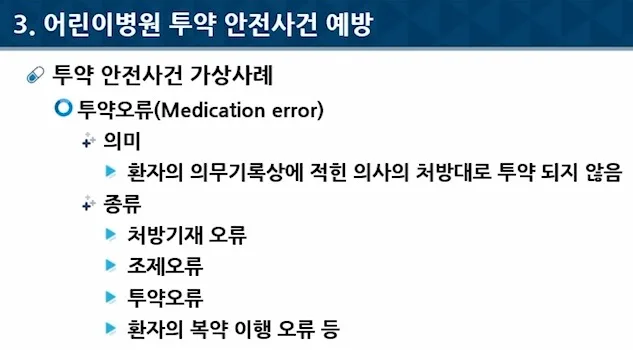 3. 어린이병원 투약 안전사건 예방
투약 안전사건 가상사례
투약오류(Medication error)
의미
환자의 의무기록상에 적힌 의사의 처방대로 투약 되지 않음
종류
처방기재 오류
조제오류
투약오류
환자의 복약 이행 오류 등